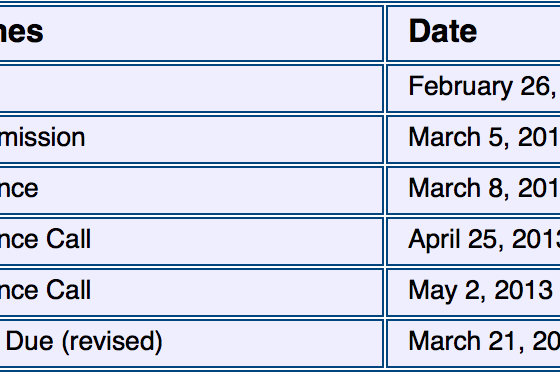 nes Date
February 26,
mission March 5, 201
nce March 8, 201
nce Call April 25, 2013
nce Call May 2, 2013
Due (revised) March 21, 20